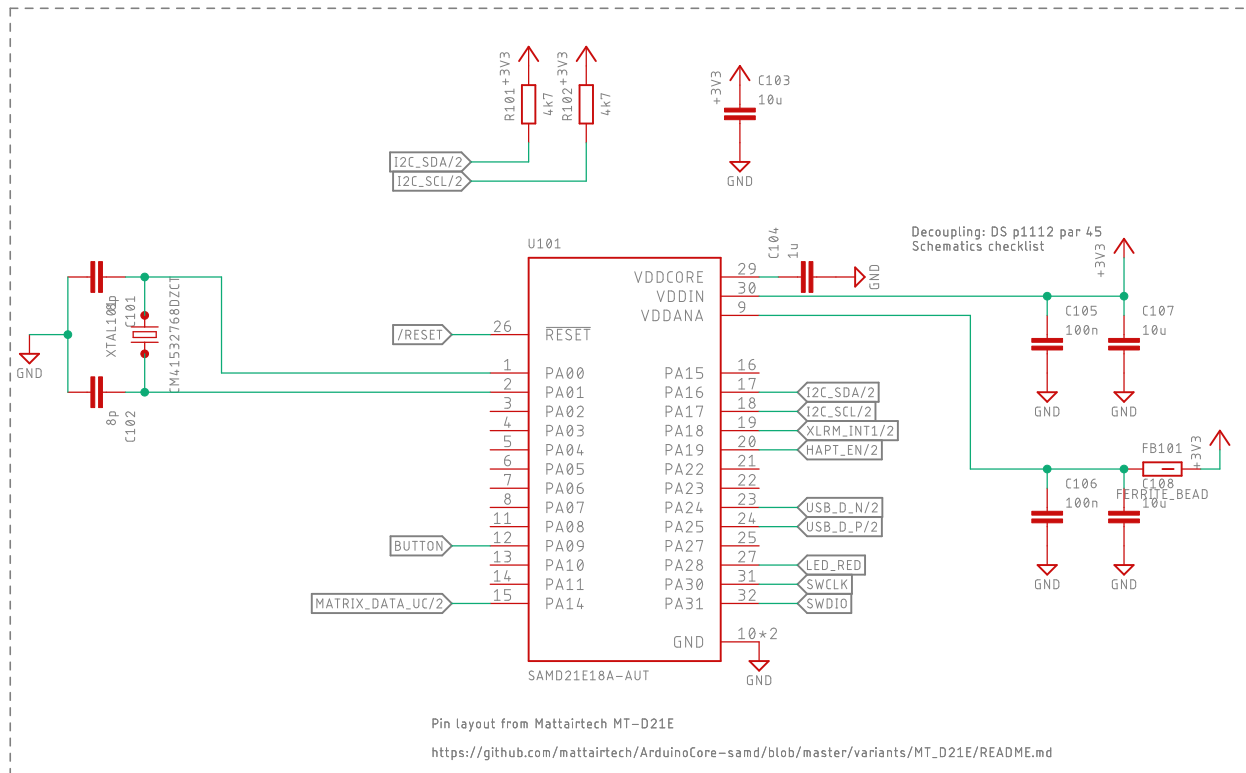 +3V3
R101
4k7
+3V3
R102
4k7
+3V3
C103
10u
GND
I2C_SDA/2
I2C_SCL/2
Decoupling: DS p1112 par 45
Schematics checklist
+3V3
U101
C104
1u
GND
VDDCORE 29
VDDIN 30
VDDANA 9
C105
100n
C107
10u
GND
GND
8p
C101
XTAL101
CM41532768DZCT
GND
8p
C102
/RESET 26 RESET
1 PA00
2 PA01
3 PA02
4 PA03
5 PA04
6 PA05
7 PA06
8 PA07
11 PA08
BUTTON 12 PA09
13 PA10
14 PA11
MATRIX_DATA_UC/2 15 PA14
PA15 16
PA16 17 I2C_SDA/2
PA17 18 I2C_SCL/2
PA18 19 XLRM_INT1/2
PA19 20 HAPT_EN/2
PA22 21
PA23 22
PA24 23 USB_D_N/2
PA25 24 USB_D_P/2
PA27 25
PA28 27 LED_RED
PA30 31 SWCLK
PA31 32 SWDIO
GND 10*2
GND
+3V3
FB101
FERRITE_BEAD
C106
100n
C108
10u
GND
GND
SAMD21E18A-AUT
Pin layout from Mattairtech MT-D21E
https://github.com/mattairtech/ArduinoCore-samd/blob/master/variants/MT_D21E/README.md